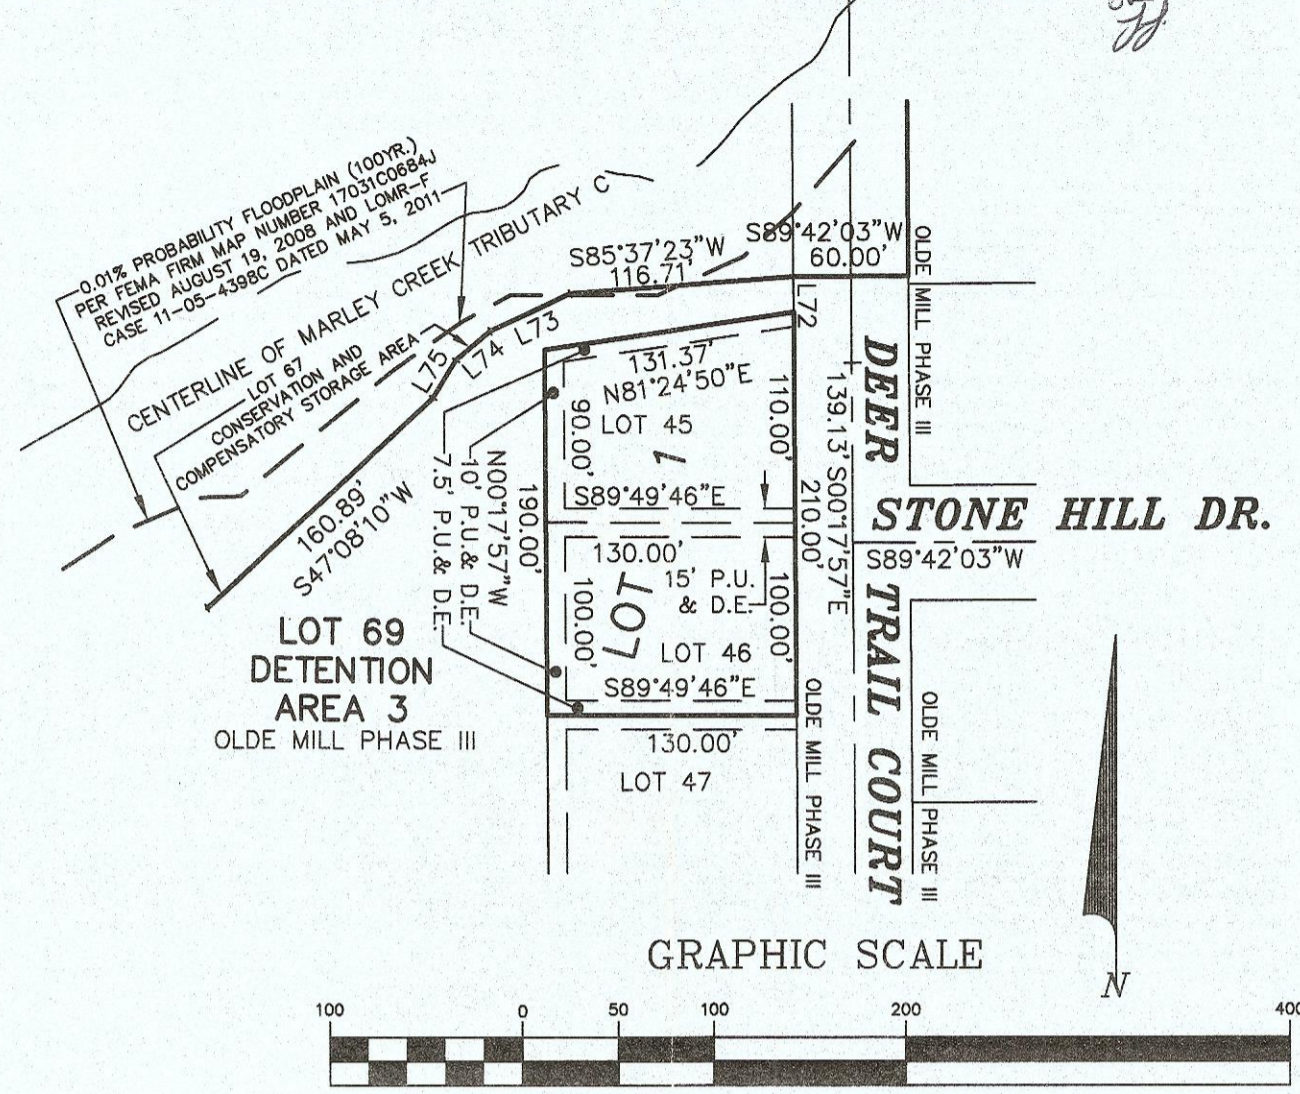 0.01% PROBABILITY FLOODPLAIN (100YR.)
PER FEMA FIRM MAP NUMBER 17031C0684J
REVISED AUGUST 19, 2008 AND LOMR-F
CASE 11-05-4398C DATED MAY 5, 2011
CENTERLINE OF MARLEY CREEK TRIBUTARY C
LOT 67
CONSERVATION AND
COMPENSATORY STORAGE AREA
S85°37'23"W
116.71'
S89°42'03"W
60.00'
OLDE MILL PHASE III
L72
L73
L74
L75
160.89'
S47°08'10"W
131.37'
N81°24'50"E
LOT 45
90.00'
110.00'
S89°49'46"E
130.00'
15' P.U.
& D.E.
LOT 1
100.00'
100.00'
LOT 46
S89°49'46"E
130.00'
LOT 47
190.00'
N00°17'57"W
10' P.U.& D.E.
7.5' P.U.& D.E.
210.00'
139.13' S00°17'57"E
DEER TRAIL COURT
STONE HILL DR.
S89°42'03"W
OLDE MILL PHASE III
OLDE MILL PHASE III
LOT 69
DETENTION
AREA 3
OLDE MILL PHASE III
GRAPHIC SCALE
N
100 0 50 100 200 400